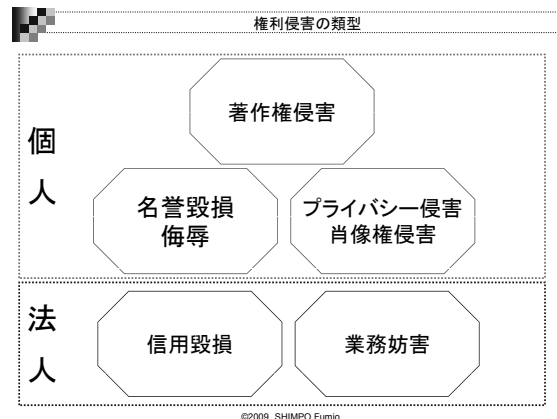 権利侵害の類型
個人
著作権侵害
名誉毀損
侮辱
プライバシー侵害
肖像権侵害
法人
信用毀損
業務妨害
©2009 SHIMPO Fumio